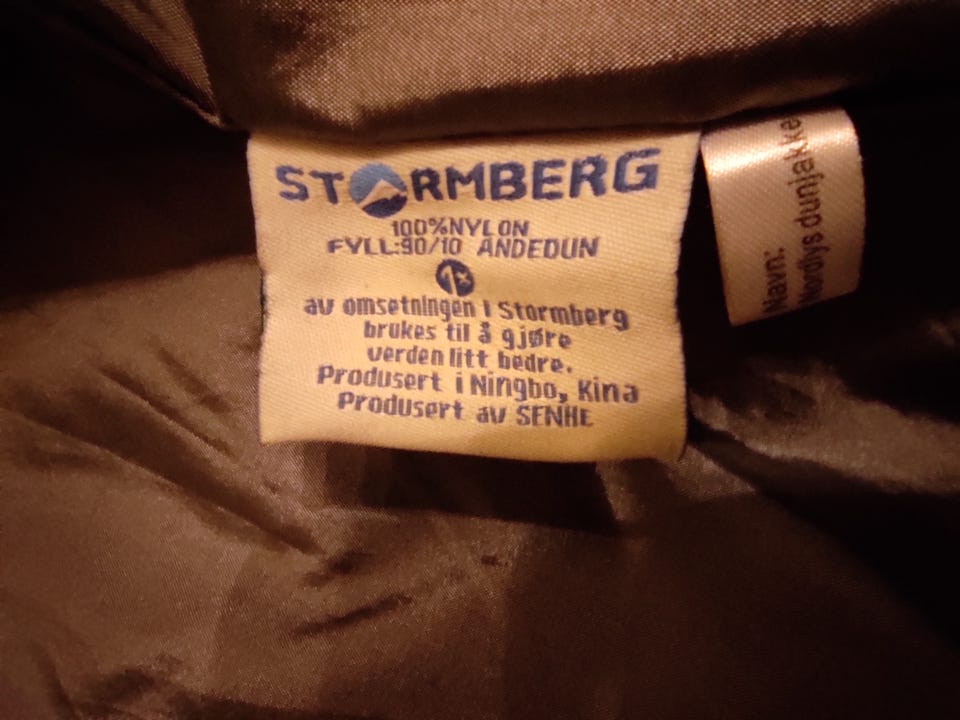 STORMBERG
100%NYLON
FYLL:90/10 ANDEDUN
1%
av omsetningen i Stormberg
brukes til å gjøre
verden litt bedre.
Produsert i Ningbo, Kina
Produsert av SENHE
Navn:
Nordlys dunjakke